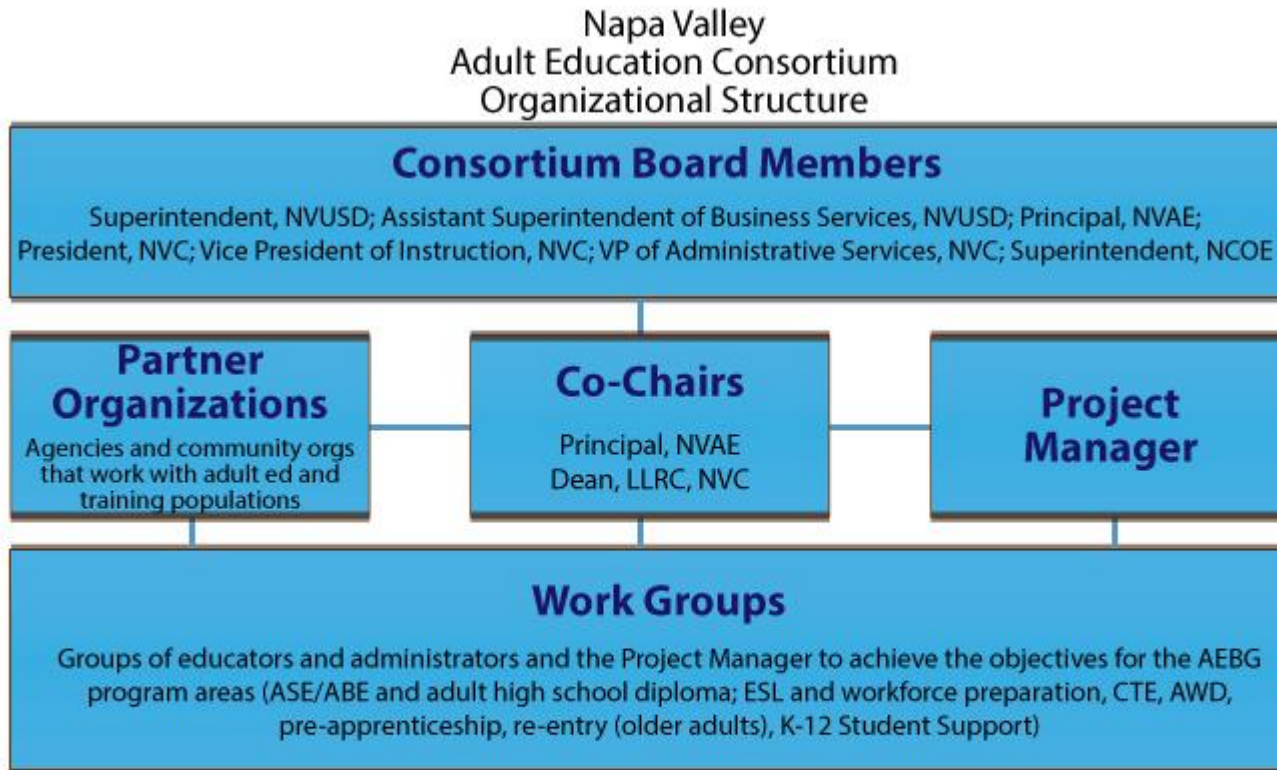 Napa Valley
Adult Education Consortium
Organizational Structure
Consortium Board Members
Superintendent, NVUSD; Assistant Superintendent of Business Services, NVUSD; Principal, NVAE;
President, NVC; Vice President of Instruction, NVC; VP of Administrative Services, NVC; Superintendent, NCOE
Partner
Organizations
Agencies and community orgs
that work with adult ed and
training populations
Co-Chairs
Principal, NVAE
Dean, LLRC, NVC
Project
Manager
Work Groups
Groups of educators and administrators and the Project Manager to achieve the objectives for the AEBG
program areas (ASE/ABE and adult high school diploma; ESL and workforce preparation, CTE, AWD,
pre-apprenticeship, re-entry (older adults), K-12 Student Support)